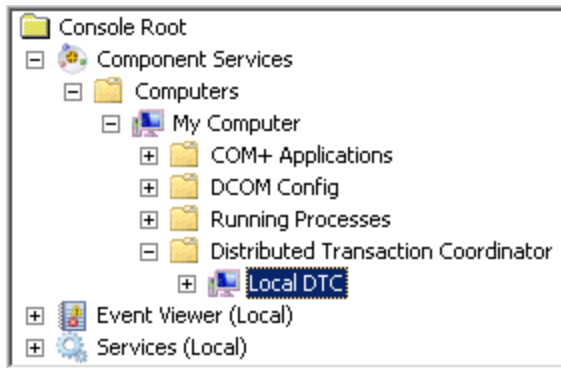 Console Root
Component Services
Computers
My Computer
COM+ Applications
DCOM Config
Running Processes
Distributed Transaction Coordinator
Local DTC
Event Viewer (Local)
Services (Local)